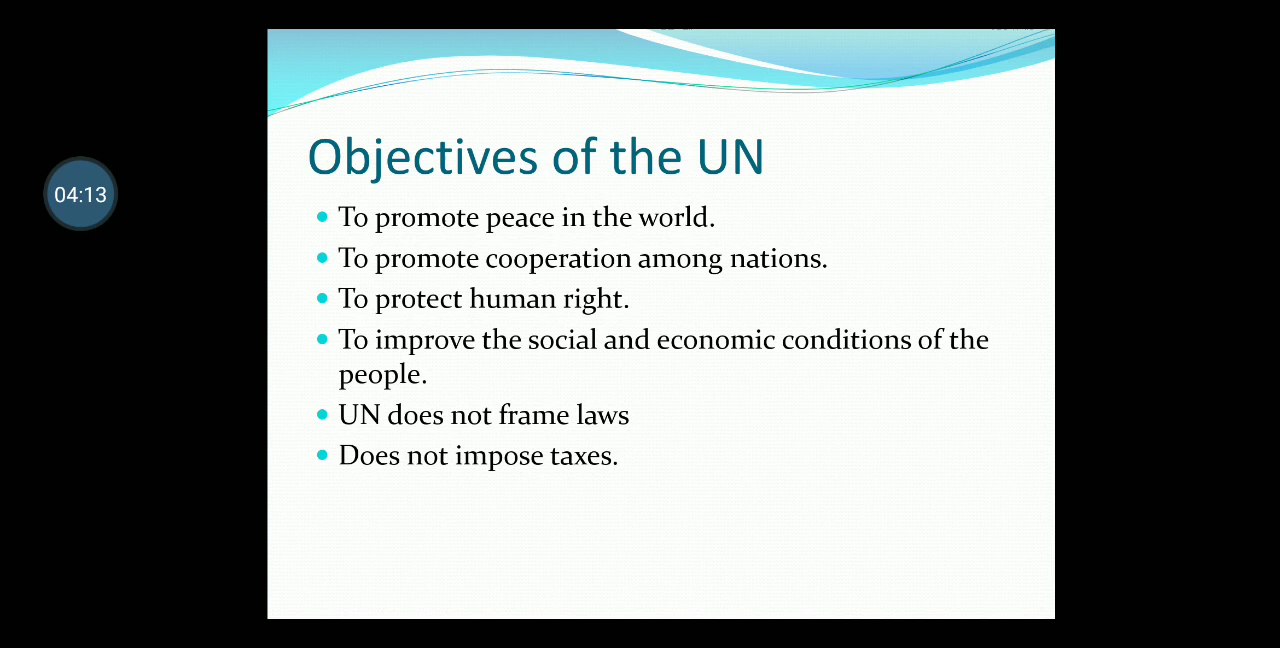 04:13
Objectives of the UN
To promote peace in the world.
To promote cooperation among nations.
To protect human right.
To improve the social and economic conditions of the
people.
UN does not frame laws
Does not impose taxes.